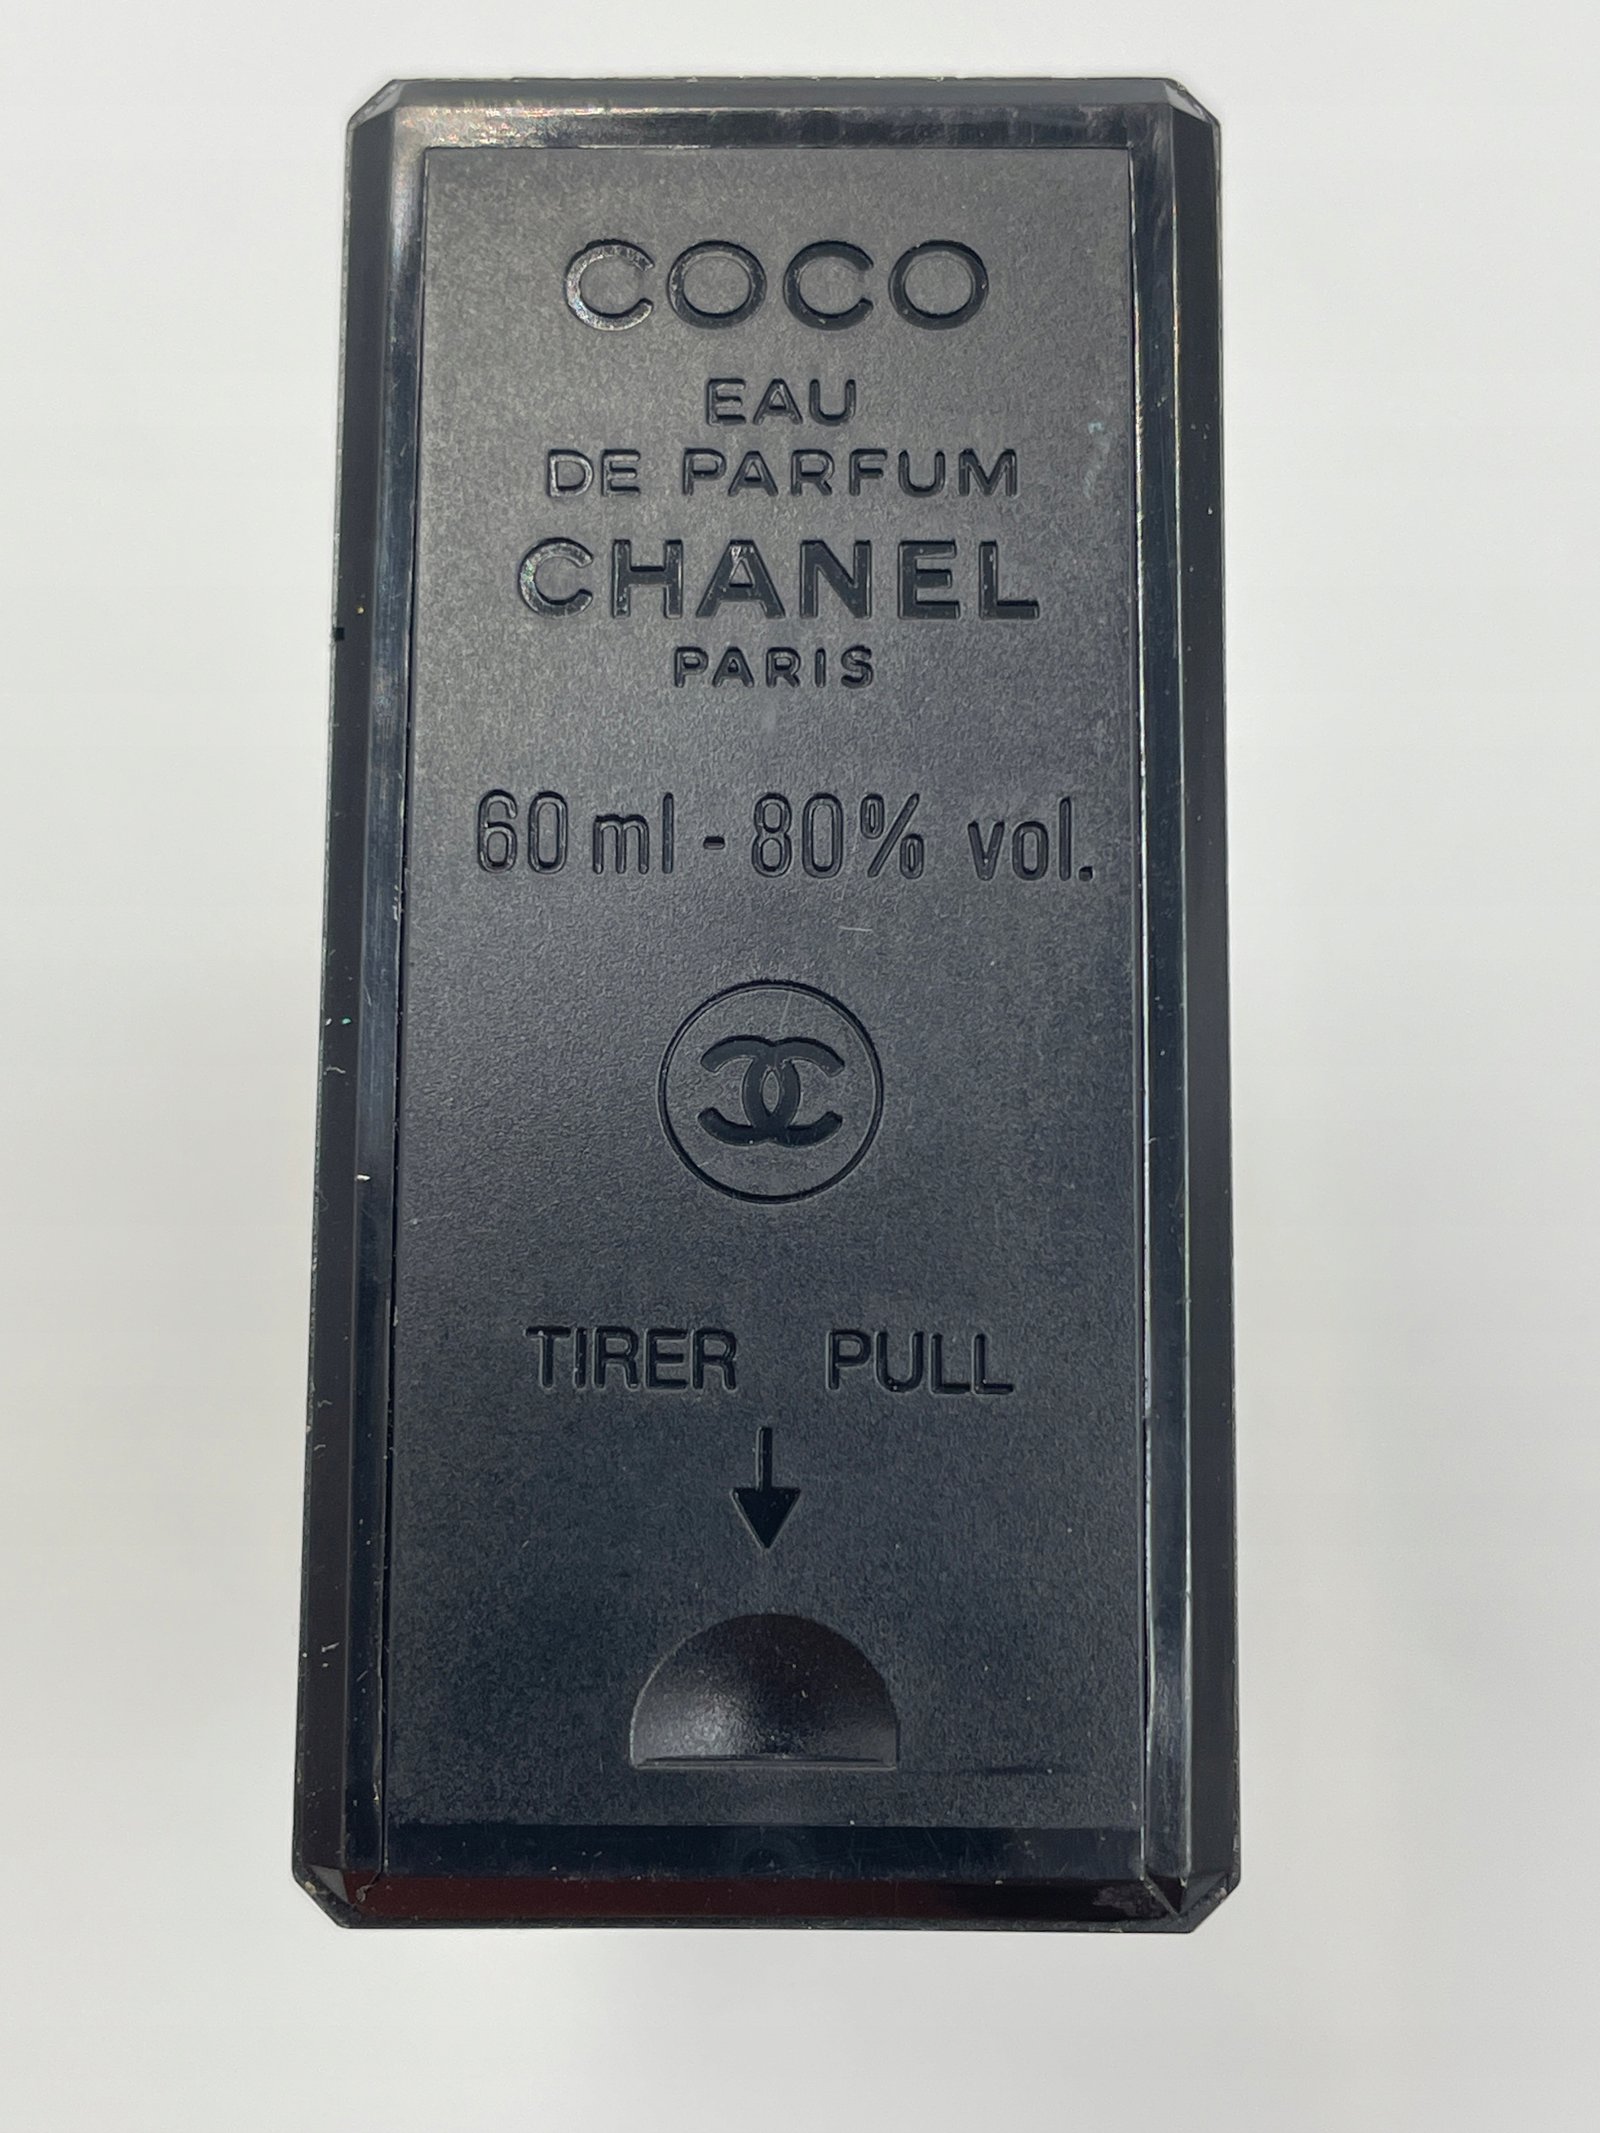 COCO
EAU
DE PARFUM
CHANEL
PARIS
60 ml - 80% vol.
TIRER PULL